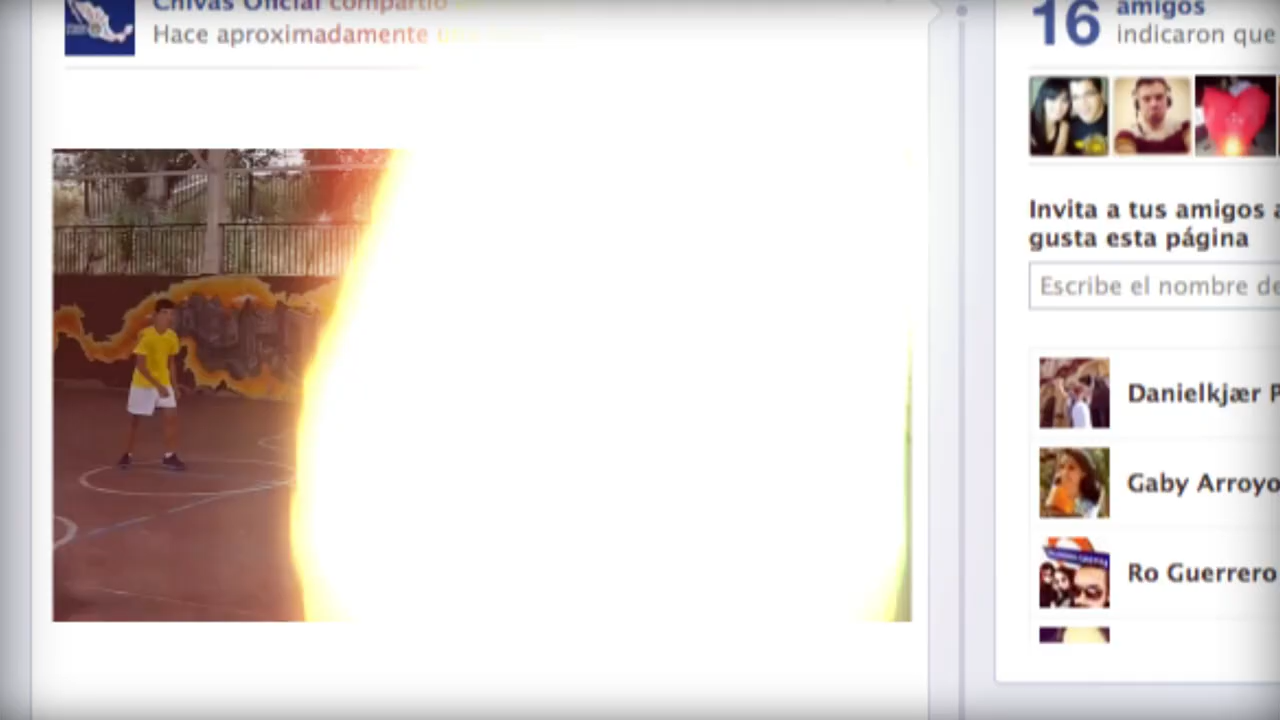 Chivas Oficial compartió
Hace aproximadamente
16 amigos
indicaron que
Invita a tus amigos a
gusta esta página
Escribe el nombre de
Danielkjær P
Gaby Arroyo
Ro Guerrero